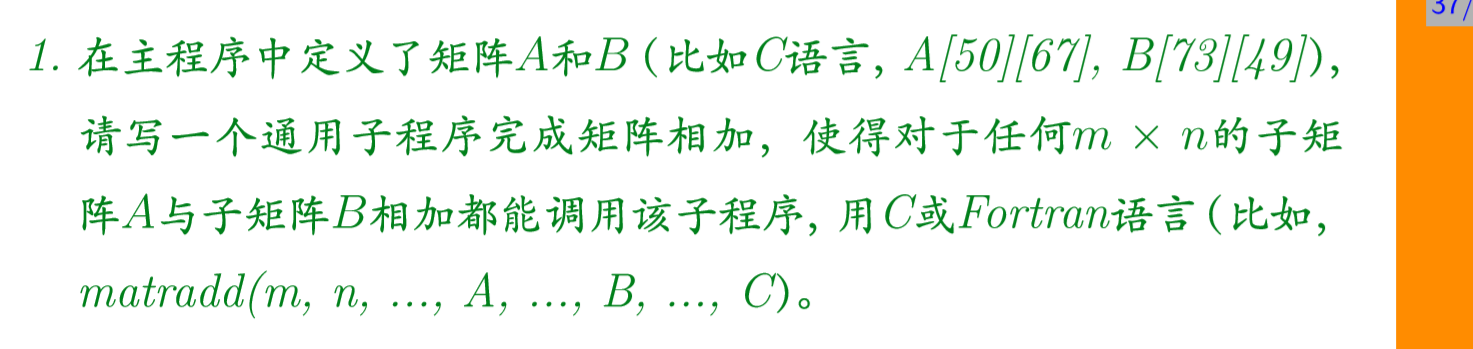 37/
1. 在主程序中定义了矩阵A和B (比如C语言, A[50][67], B[73][49]),
请写一个通用子程序完成矩阵相加, 使得对于任何m × n的子矩
阵A与子矩阵B相加都能调用该子程序, 用C或Fortran语言 (比如,
matradd(m, n, ..., A, ..., B, ..., C)。